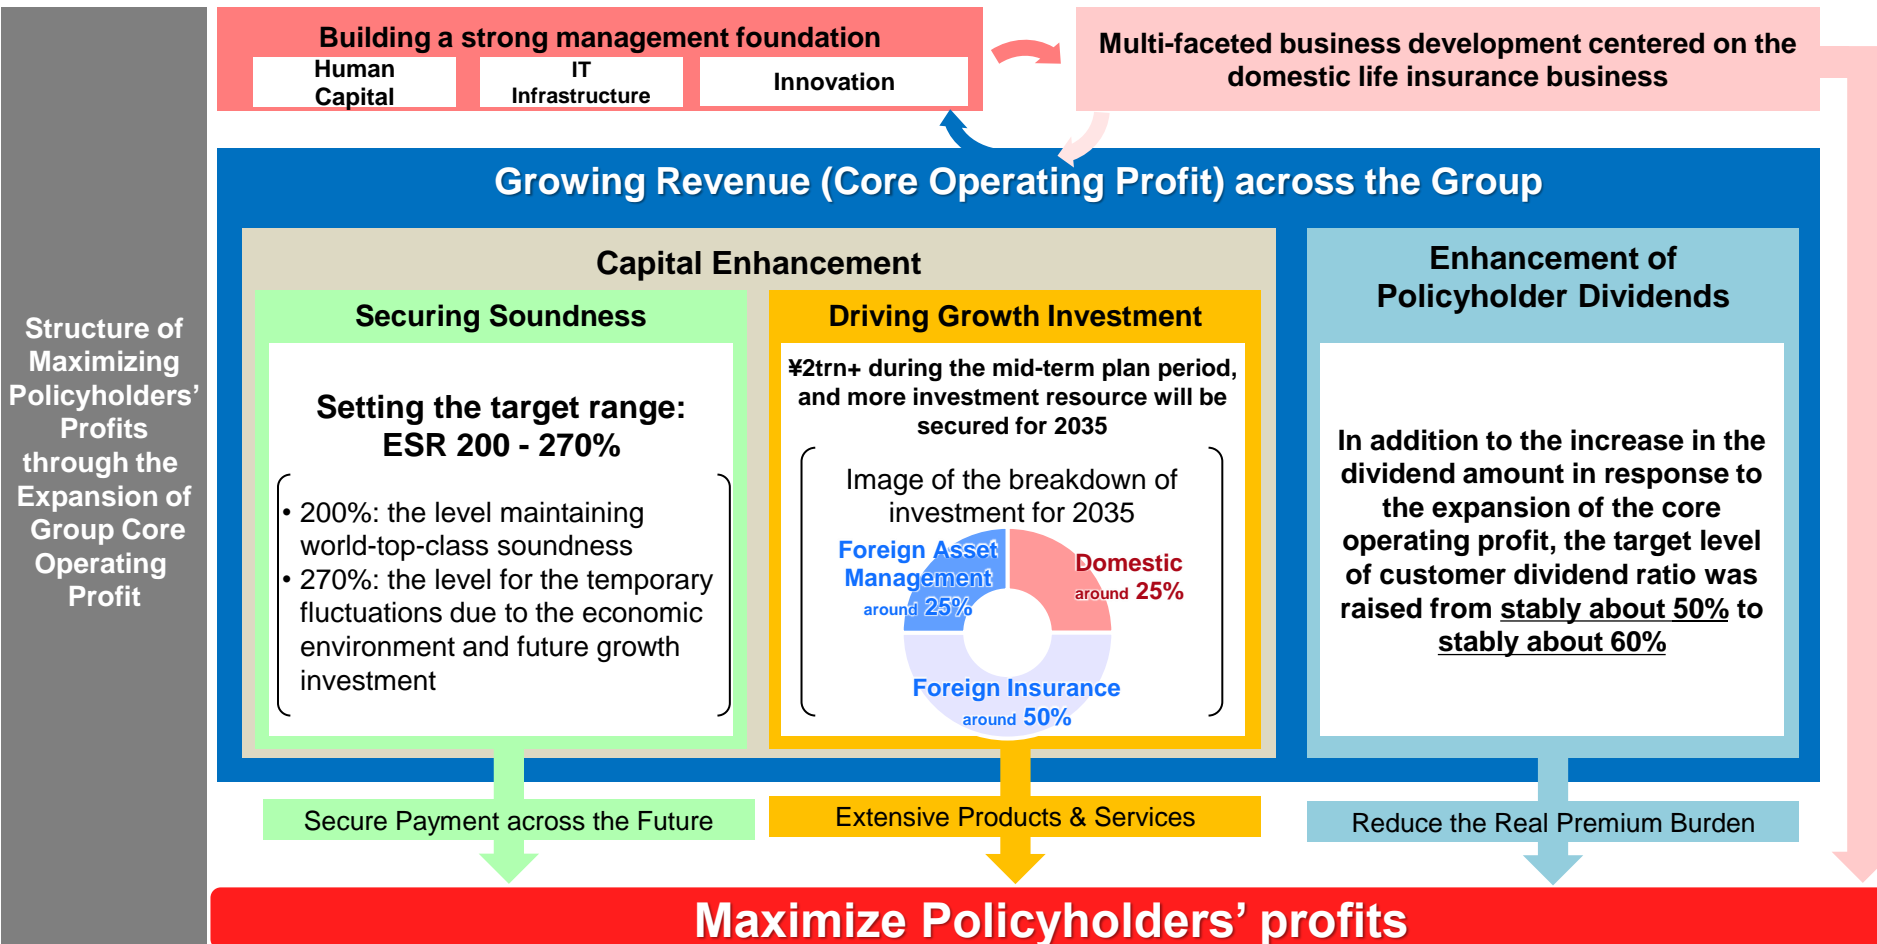 Structure of
Maximizing
Policyholders’
Profits
through the
Expansion of
Group Core
Operating
Profit
Building a strong management foundation
Human
Capital
IT
Infrastructure
Innovation
Multi-faceted business development centered on the
domestic life insurance business
Growing Revenue (Core Operating Profit) across the Group
Capital Enhancement
Securing Soundness
Setting the target range:
ESR 200 - 270%
• 200%: the level maintaining
world-top-class soundness
• 270%: the level for the temporary
fluctuations due to the economic
environment and future growth
investment
Driving Growth Investment
¥2trn+ during the mid-term plan period,
and more investment resource will be
secured for 2035
Image of the breakdown of
investment for 2035
Foreign Asset
Management
around 25%
Domestic
around 25%
Foreign Insurance
around 50%
Enhancement of
Policyholder Dividends
In addition to the increase in the
dividend amount in response to
the expansion of the core
operating profit, the target level
of customer dividend ratio was
raised from stably about 50% to
stably about 60%
Secure Payment across the Future
Extensive Products & Services
Reduce the Real Premium Burden
Maximize Policyholders’ profits